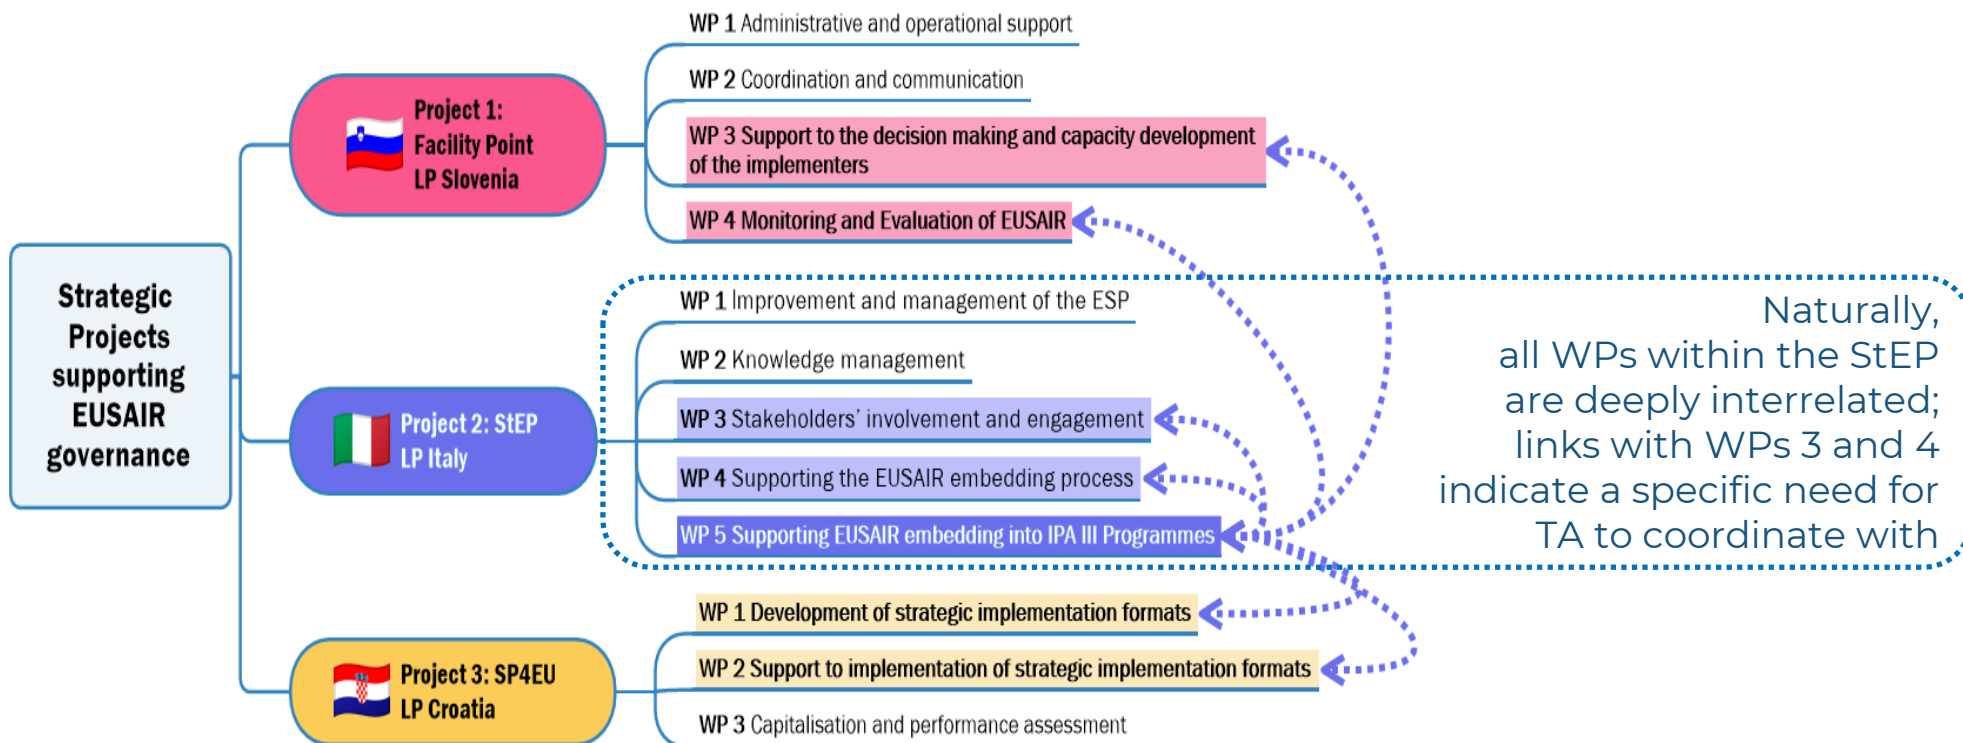 Strategic
Projects
supporting
EUSAIR
governance
Project 1:
Facility Point
LP Slovenia
WP 1 Administrative and operational support
WP 2 Coordination and communication
WP 3 Support to the decision making and capacity development
of the implementers
WP 4 Monitoring and Evaluation of EUSAIR
Project 2: StEP
LP Italy
WP 1 Improvement and management of the ESP
WP 2 Knowledge management
WP 3 Stakeholders’ involvement and engagement
WP 4 Supporting the EUSAIR embedding process
WP 5 Supporting EUSAIR embedding into IPA III Programmes
Naturally,
all WPs within the StEP
are deeply interrelated;
links with WPs 3 and 4
indicate a specific need for
TA to coordinate with
Project 3: SP4EU
LP Croatia
WP 1 Development of strategic implementation formats
WP 2 Support to implementation of strategic implementation formats
WP 3 Capitalisation and performance assessment